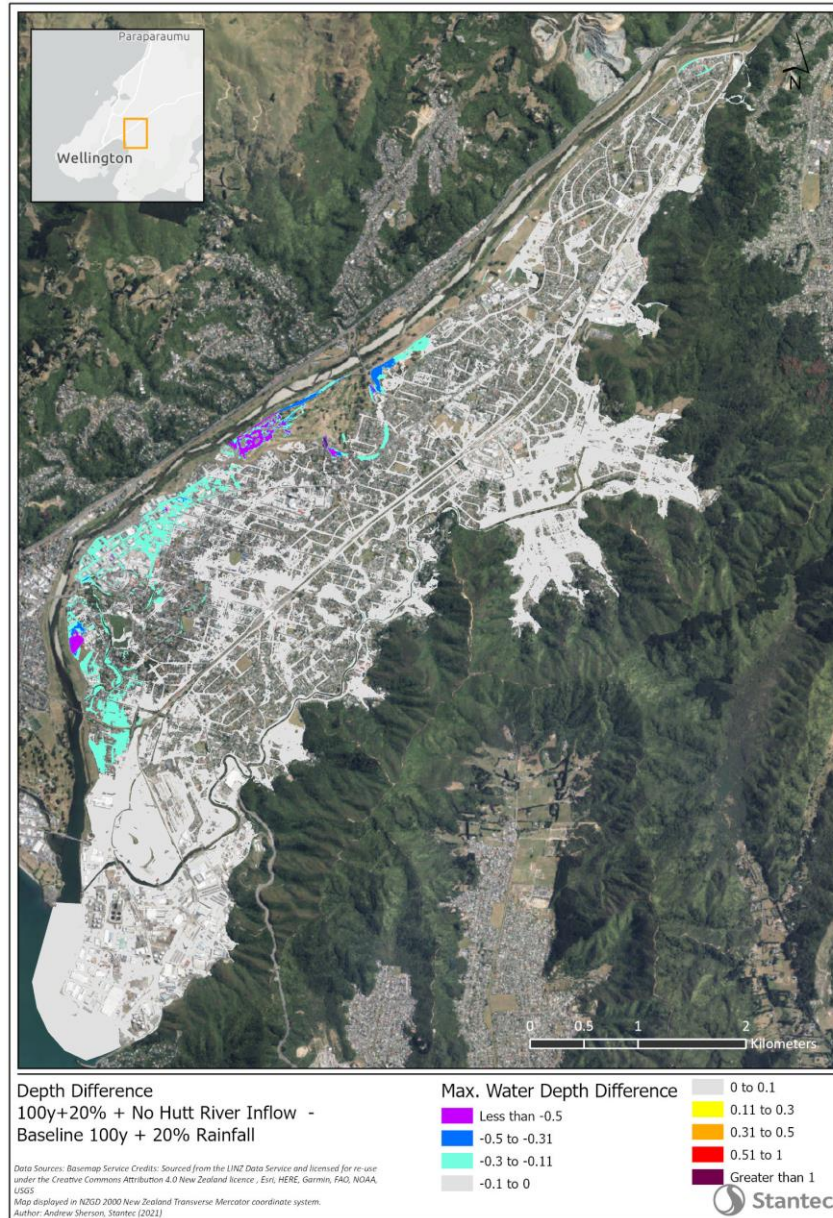 Paraparaumu
Wellington
N
0 0.5 1 2
Kilometers
Depth Difference
100y+20% + No Hutt River Inflow -
Baseline 100y + 20% Rainfall
Data Sources: Basemap Service Credits: Sourced from the LINZ Data Service and licensed for re-use
under the Creative Commons Attribution 4.0 New Zealand licence , Esri, HERE, Garmin, FAO, NOAA,
USGS
Map displayed in NZGD 2000 New Zealand Transverse Mercator coordinate system.
Author: Andrew Sherson, Stantec (2021)
Max. Water Depth Difference
Less than -0.5
-0.5 to -0.31
-0.3 to -0.11
-0.1 to 0
0 to 0.1
0.11 to 0.3
0.31 to 0.5
0.51 to 1
Greater than 1
Stantec